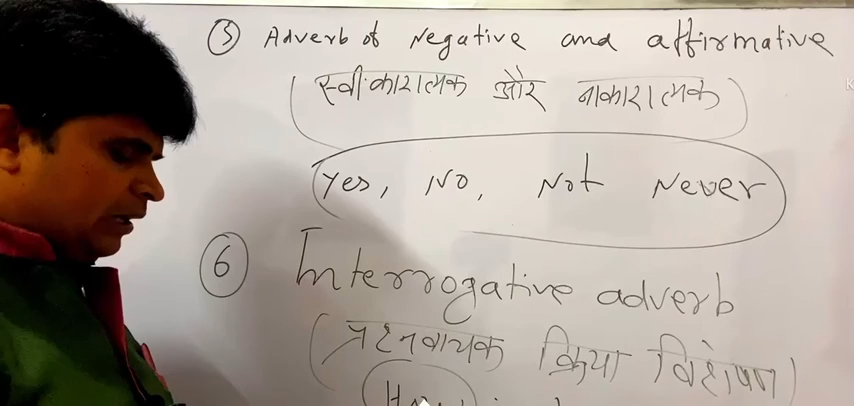 5 Adverb of Negative and affirmative
(स्वीकारात्मक और नाकारात्मक)
Yes, No, Not Never
6 Interrogative adverb
(प्रश्नवाचक क्रिया विशेषण)